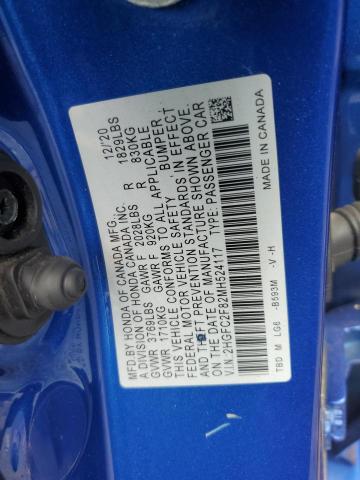 MFD.BY HONDA OF CANADA MFG., 12/20
A DIVISION OF HONDA CANADA INC.
GVWR 3769LBS GAWR F 2028LBS R 1829LBS
GVWR 1710KG GAWR F 920KG R 830KG
THIS VEHICLE CONFORMS TO ALL APPLICABLE
FEDERAL MOTOR VEHICLE SAFETY, BUMPER
AND THEFT PREVENTION STANDARDS IN EFFECT
ON THE DATE OF MANUFACTURE SHOWN ABOVE.
V.I.N: 2HGFC2F82MH524117 TYPE: PASSENGER CAR
TBD M LG6 -B593M -V -H MADE IN CANADA